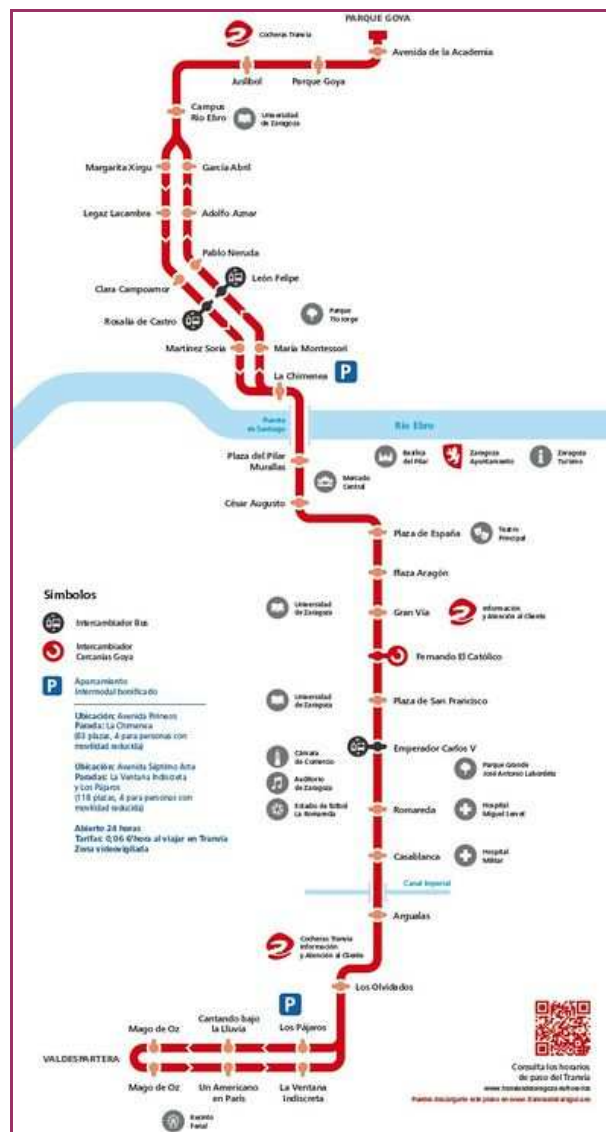 PARQUE GOYA
Cocheras Tranvía
Avenida de la Academia
Juslibol
Parque Goya
Campus
Río Ebro
Universidad
de Zaragoza
Margarita Xirgu
García Abril
Legaz Lacambra
Adolfo Aznar
Pablo Neruda
León Felipe
Clara Campoamor
Rosalía de Castro
Parque
Tío Jorge
Martínez Soria
María Montessori
La Chimenea
P
Puente
de Santiago
Río Ebro
Plaza del Pilar
Murallas
Basílica
del Pilar
Zaragoza
Ayuntamiento
Zaragoza
Turismo
Mercado
Central
César Augusto
Plaza de España
Teatro
Principal
Plaza Aragón
Símbolos
Universidad
de Zaragoza
Gran Vía
Información
y Atención al Cliente
Intercambiador Bus
Intercambiador
Cercanías Goya
Fernando El Católico
P
Aparcamiento
Intermodal bonificado
Universidad
de Zaragoza
Plaza de San Francisco
Ubicación: Avenida Pirineos
Parada: La Chimenea
(83 plazas, 4 para personas con
movilidad reducida)
Emperador Carlos V
Cámara
de Comercio
Parque Grande
José Antonio Labordeta
Ubicación: Avenida Séptimo Arte
Paradas: La Ventana Indiscreta
y Los Pájaros
(118 plazas, 4 para personas con
movilidad reducida)
Auditorio
de Zaragoza
Estadio de fútbol
La Romareda
Romareda
Hospital
Miguel Servet
Abierto 24 horas
Tarifas: 0,06 €/hora al viajar en Tranvía
Zona videovigilada
Casablanca
Hospital
Militar
Canal Imperial
Argualas
Cocheras Tranvía
Información
y Atención al Cliente
Los Olvidados
P
Mago de Oz
Cantando bajo
la Lluvia
Los Pájaros
VALDESPARTERA
Mago de Oz
Un Americano
en París
La Ventana
Indiscreta
Recinto
Ferial
Consulta los horarios
de paso del Tranvía